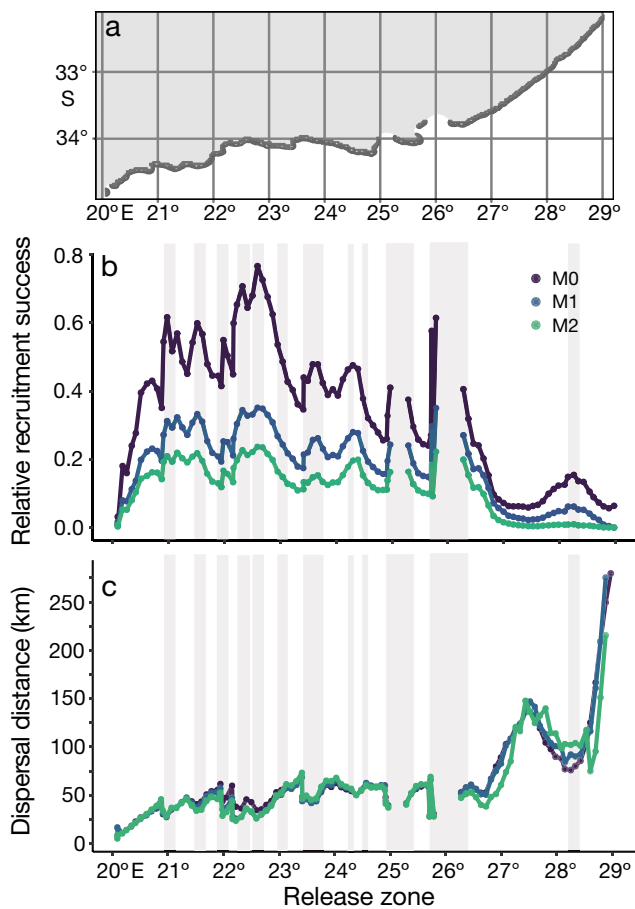 a
33°
S
34°
20° E 21° 22° 23° 24° 25° 26° 27° 28° 29°
b
0.8
0.6
0.4
0.2
0.0
Relative recruitment success
M0
M1
M2
c
250
200
150
100
50
0
Dispersal distance (km)
20° E 21° 22° 23° 24° 25° 26° 27° 28° 29°
Release zone